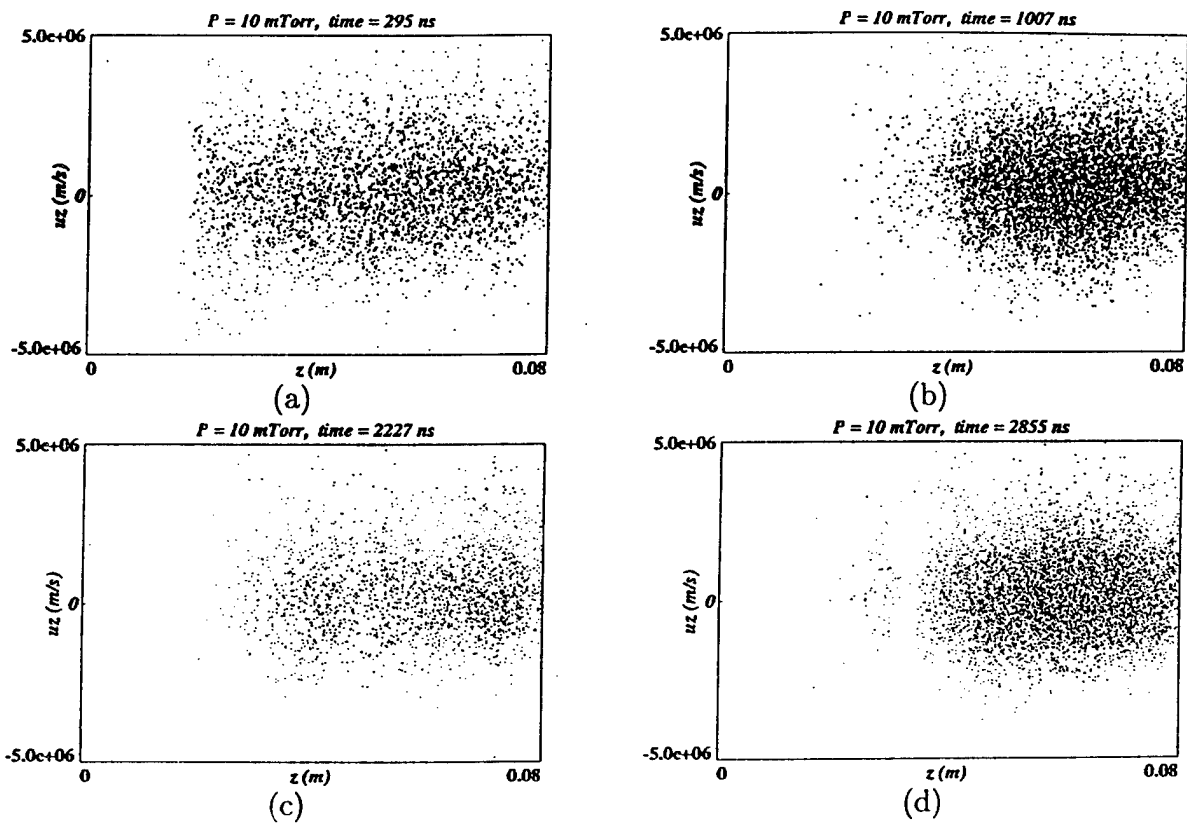 P = 10 mTorr, time = 295 ns
5.0e+06
uz (m/s)
0
-5.0e+06
0
z (m)
0.08
(a)
P = 10 mTorr, time = 1007 ns
5.0e+06
uz (m/s)
0
-5.0e+06
0
z (m)
0.08
(b)
P = 10 mTorr, time = 2227 ns
5.0e+06
uz (m/s)
0
-5.0e+06
0
z (m)
0.08
(c)
P = 10 mTorr, time = 2855 ns
5.0e+06
uz (m/s)
0
-5.0e+06
0
z (m)
0.08
(d)